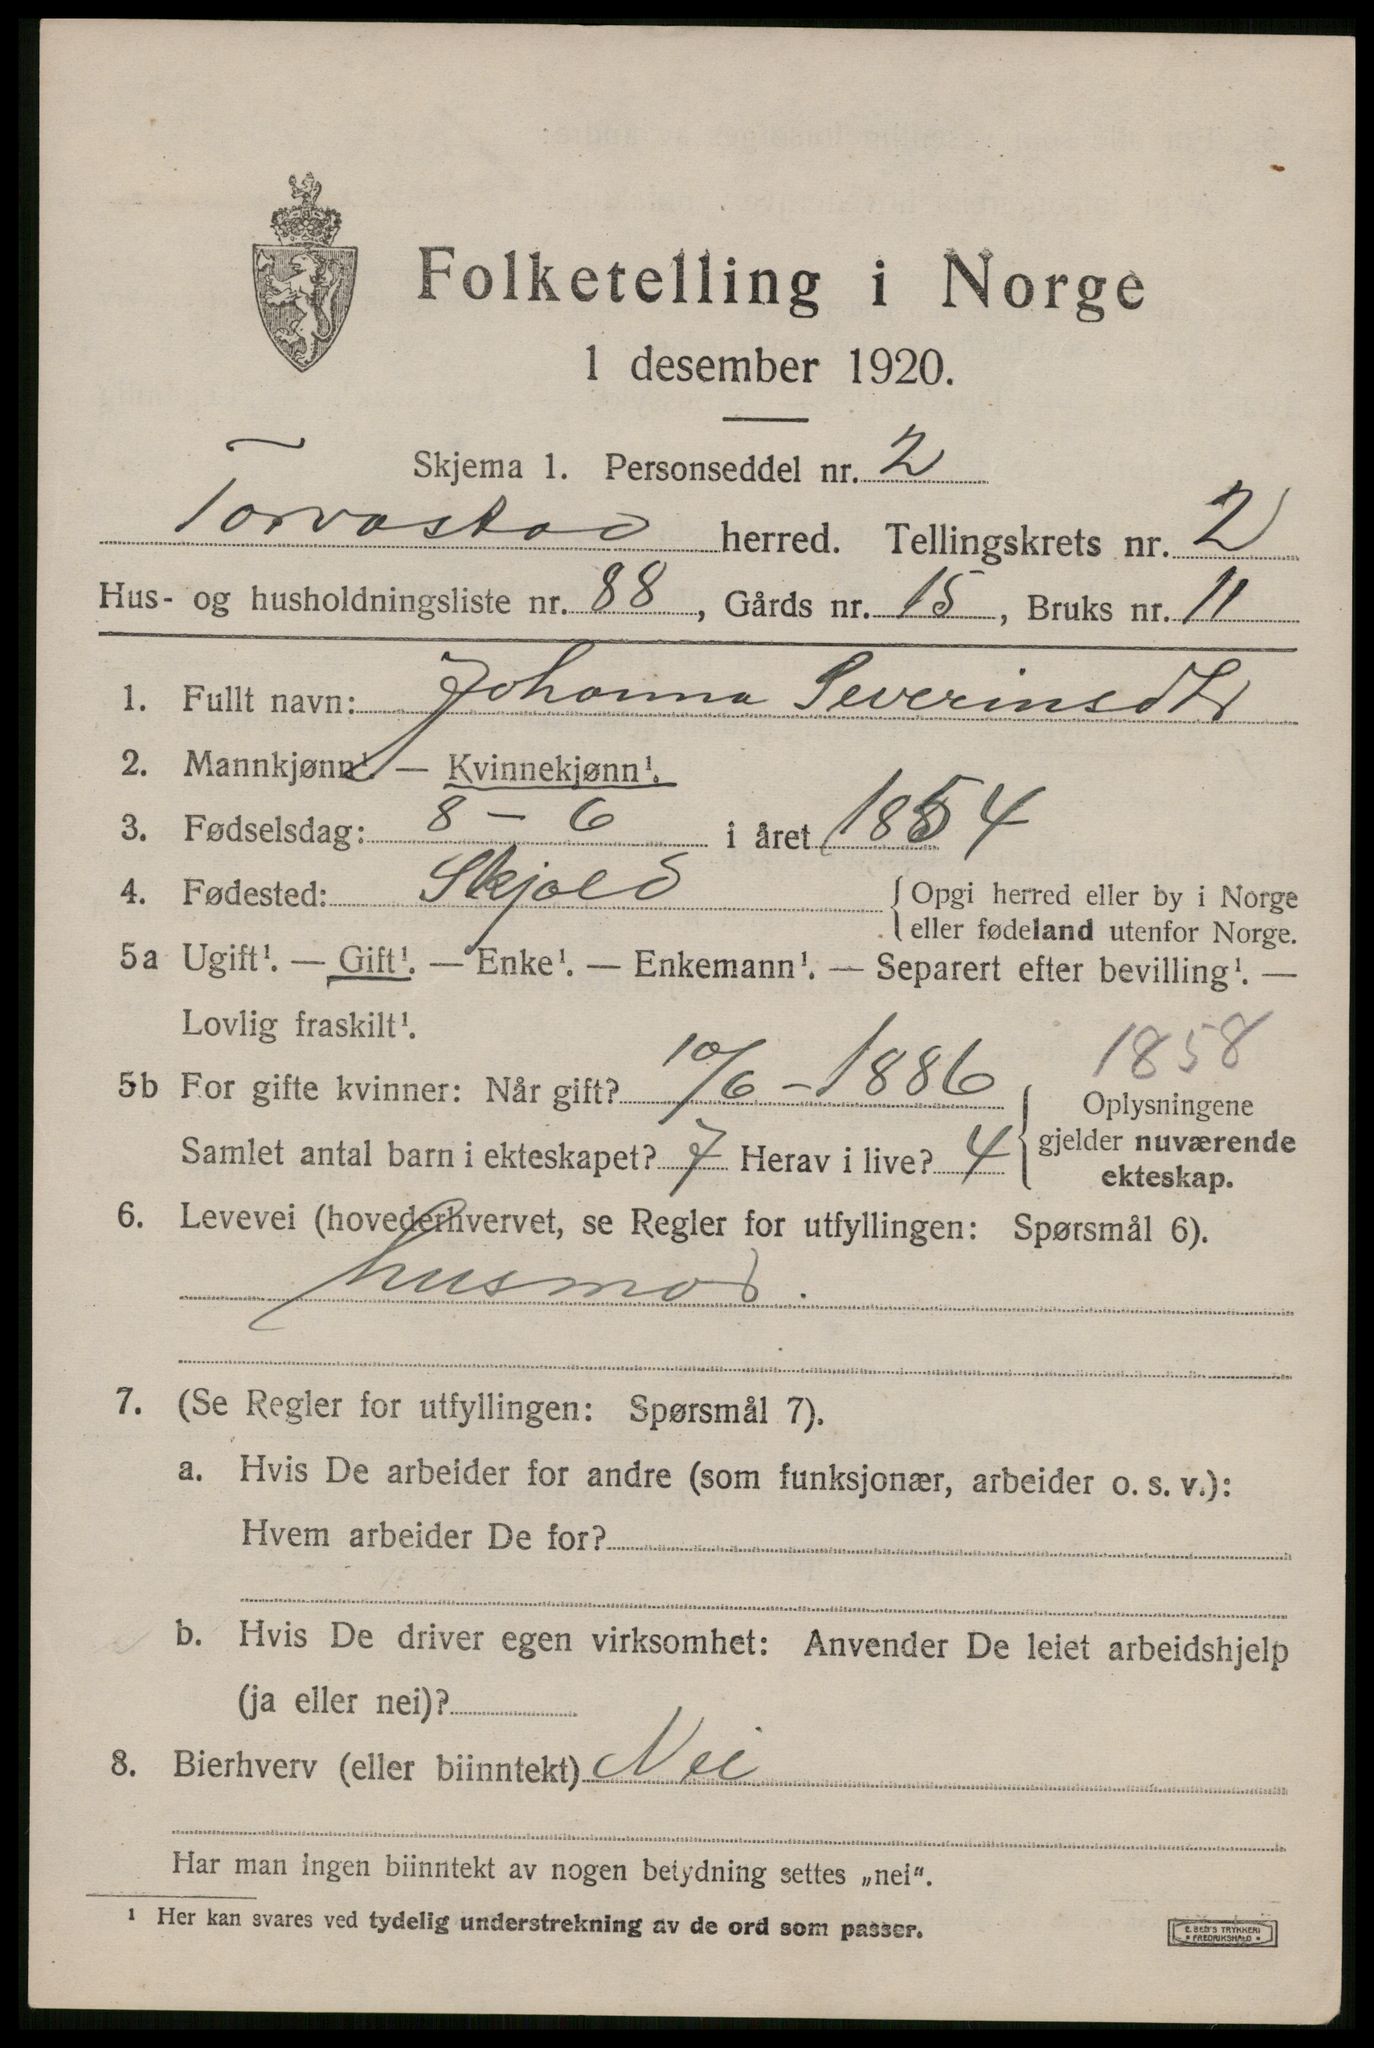 Folketelling i Norge
1 desember 1920.
Skjema 1. Personseddel nr. 2
Torvastad herred. Tellingskrets nr. 2
Hus- og husholdningsliste nr. 88, Gårds nr. 15, Bruks nr. 11
1. Fullt navn: Johanna Severinsdtr
2. Mannkjønn¹. — Kvinnekjønn¹.
3. Fødselsdag: 8 - 6 i året 1854
4. Fødested: Skjold { Opgi herred eller by i Norge
eller fødeland utenfor Norge.
5a Ugift¹. — Gift¹. — Enke¹. — Enkemann¹. — Separert efter bevilling¹. —
Lovlig fraskilt¹.
1858
5b For gifte kvinner: Når gift? 10/6 - 1886
Samlet antal barn i ekteskapet? 7 Herav i live? 4
{ Oplysningene
gjelder nuværende
ekteskap.
6. Levevei (hovederhvervet, se Regler for utfyllingen: Spørsmål 6).
husmor.
7. (Se Regler for utfyllingen: Spørsmål 7).
a. Hvis De arbeider for andre (som funksjonær, arbeider o. s. v.):
Hvem arbeider De for?
b. Hvis De driver egen virksomhet: Anvender De leiet arbeidshjelp
(ja eller nei)?
8. Bierhverv (eller biinntekt) Nei
Har man ingen biinntekt av nogen betydning settes „nei“.
¹ Her kan svares ved tydelig understrekning av de ord som passer.
E. SEM'S TRYKKERI
• FREDRIKSHALD •